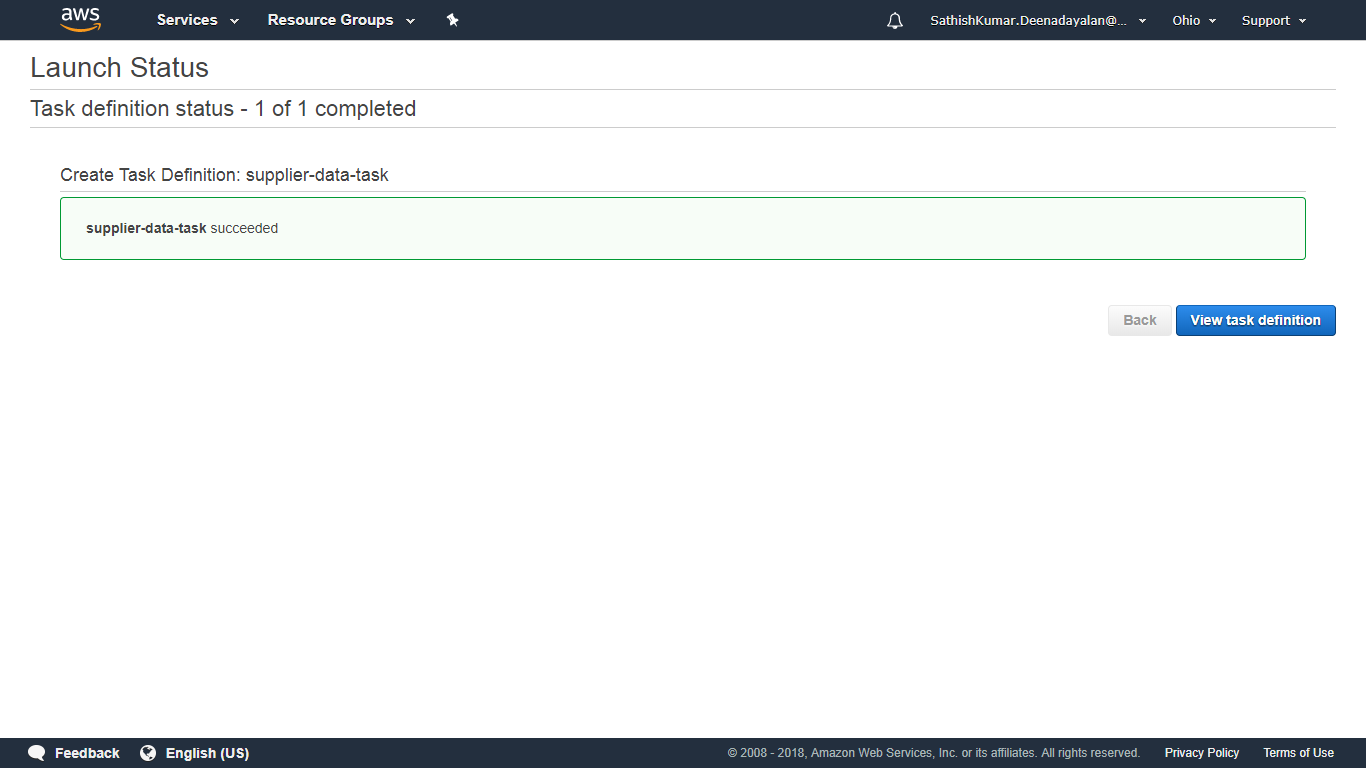 aws Services Resource Groups SathishKumar.Deenadayalan@... Ohio Support
Launch Status
Task definition status - 1 of 1 completed
Create Task Definition: supplier-data-task
supplier-data-task succeeded
Back View task definition
Feedback English (US) © 2008 - 2018, Amazon Web Services, Inc. or its affiliates. All rights reserved. Privacy Policy Terms of Use